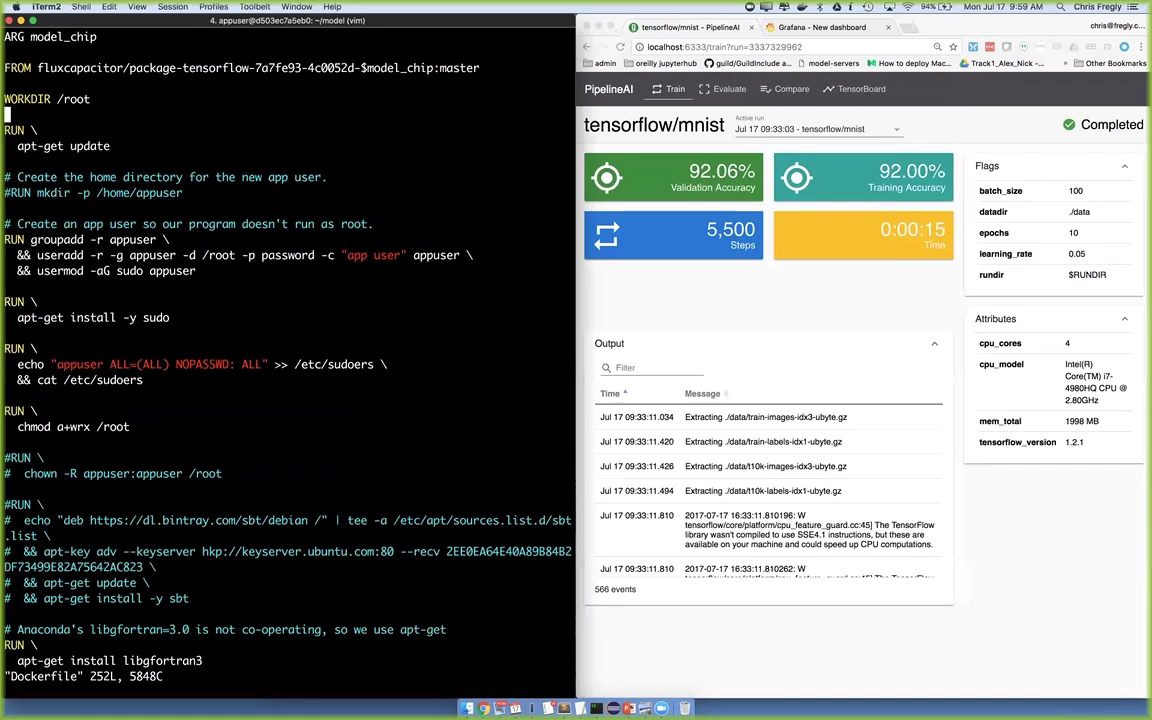 iTerm2 Shell Edit View Session Profiles Toolbelt Window Help
94% Mon Jul 17 9:59 AM Chris Fregly
4. appuser@d503ec7a5eb0: ~/model (vim)
ARG model_chip
FROM fluxcapacitor/package-tensorflow-7a7fe93-4c0052d-$model_chip:master
WORKDIR /root
RUN \
apt-get update
# Create the home directory for the new app user.
#RUN mkdir -p /home/appuser
# Create an app user so our program doesn't run as root.
RUN groupadd -r appuser \
&& useradd -r -g appuser -d /root -p password -c "app user" appuser \
&& usermod -aG sudo appuser
RUN \
apt-get install -y sudo
RUN \
echo "appuser ALL=(ALL) NOPASSWD: ALL" >> /etc/sudoers \
&& cat /etc/sudoers
RUN \
chmod a+wrx /root
#RUN \
#  chown -R appuser:appuser /root
#RUN \
#  echo "deb https://dl.bintray.com/sbt/debian /" | tee -a /etc/apt/sources.list.d/sbt
.list \
#  && apt-key adv --keyserver hkp://keyserver.ubuntu.com:80 --recv 2EE0EA64E40A89B84B2
DF73499E82A75642AC823 \
#  && apt-get update \
#  && apt-get install -y sbt
# Anaconda's libgfortran=3.0 is not co-operating, so we use apt-get
RUN \
apt-get install libgfortran3
"Dockerfile" 252L, 5848C
tensorflow/mnist - PipelineAI
Grafana - New dashboard
chris@fregly.c...
localhost:6333/train?run=3337329962
admin
oreilly jupyterhub
guild/GuildInclude a...
model-servers
How to deploy Mac...
Track1_Alex_Nick -...
Other Bookmarks
PipelineAI Train Evaluate Compare TensorBoard
tensorflow/mnist
Active run
Jul 17 09:33:03 - tensorflow/mnist
Completed
92.06%
Validation Accuracy
92.00%
Training Accuracy
5,500
Steps
0:00:15
Time
Flags
batch_size 100
datadir ./data
epochs 10
learning_rate 0.05
rundir $RUNDIR
Attributes
cpu_cores 4
cpu_model Intel(R)
Core(TM) i7-
4980HQ CPU @
2.80GHz
mem_total 1998 MB
tensorflow_version 1.2.1
Output
Filter
Time Message
Jul 17 09:33:11.034 Extracting ./data/train-images-idx3-ubyte.gz
Jul 17 09:33:11.420 Extracting ./data/train-labels-idx1-ubyte.gz
Jul 17 09:33:11.426 Extracting ./data/t10k-images-idx3-ubyte.gz
Jul 17 09:33:11.494 Extracting ./data/t10k-labels-idx1-ubyte.gz
Jul 17 09:33:11.810 2017-07-17 16:33:11.810196: W
tensorflow/core/platform/cpu_feature_guard.cc:45] The TensorFlow
library wasn't compiled to use SSE4.1 instructions, but these are
available on your machine and could speed up CPU computations.
Jul 17 09:33:11.810 2017-07-17 16:33:11.810262: W
566 events